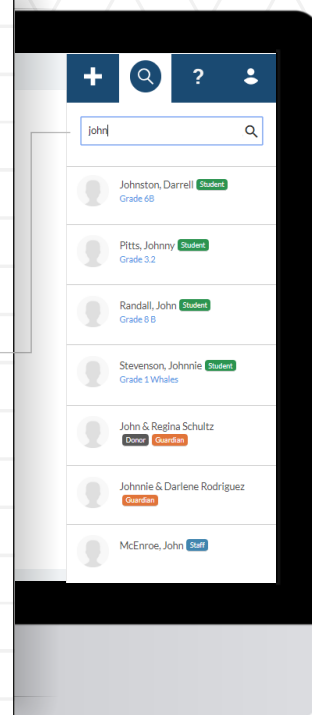 ?
john
Johnston, Darrell Student
Grade 6B
Pitts, Johnny Student
Grade 3.2
Randall, John Student
Grade 8 B
Stevenson, Johnnie Student
Grade 1 Whales
John & Regina Schultz
Donor Guardian
Johnnie & Darlene Rodriguez
Guardian
McEnroe, John Staff